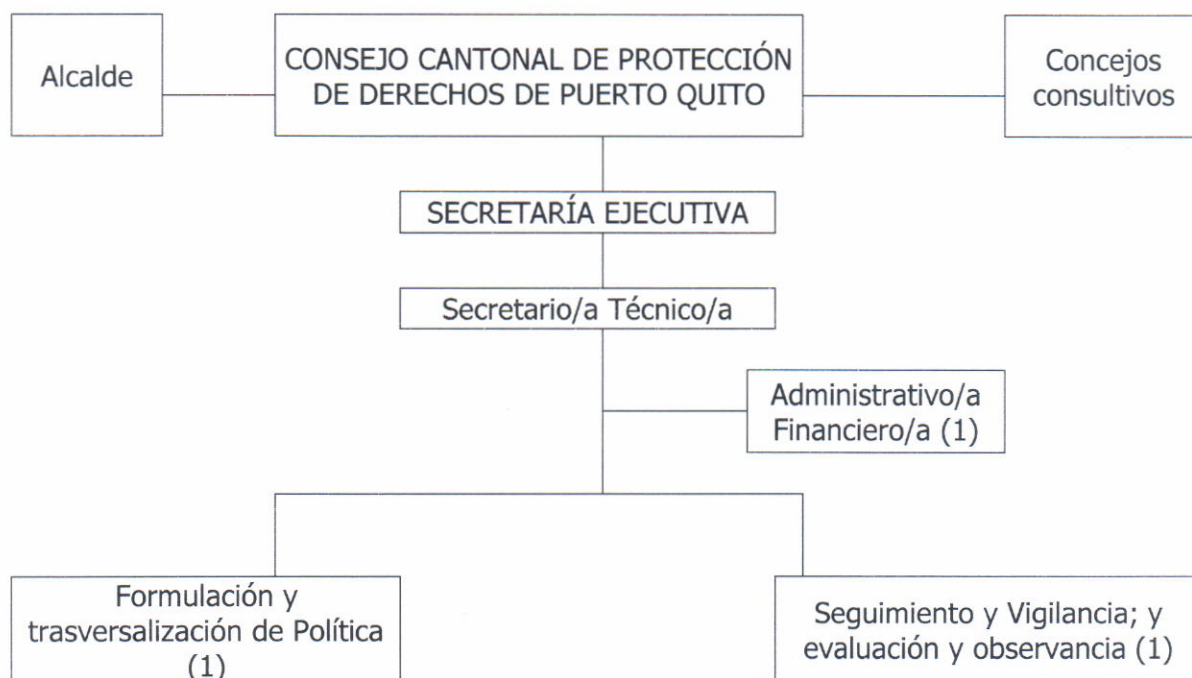 Alcalde
CONSEJO CANTONAL DE PROTECCIÓN
DE DERECHOS DE PUERTO QUITO
Concejos
consultivos
SECRETARÍA EJECUTIVA
Secretario/a Técnico/a
Administrativo/a
Financiero/a (1)
Formulación y
trasversalización de Política
(1)
Seguimiento y Vigilancia; y
evaluación y observancia (1)